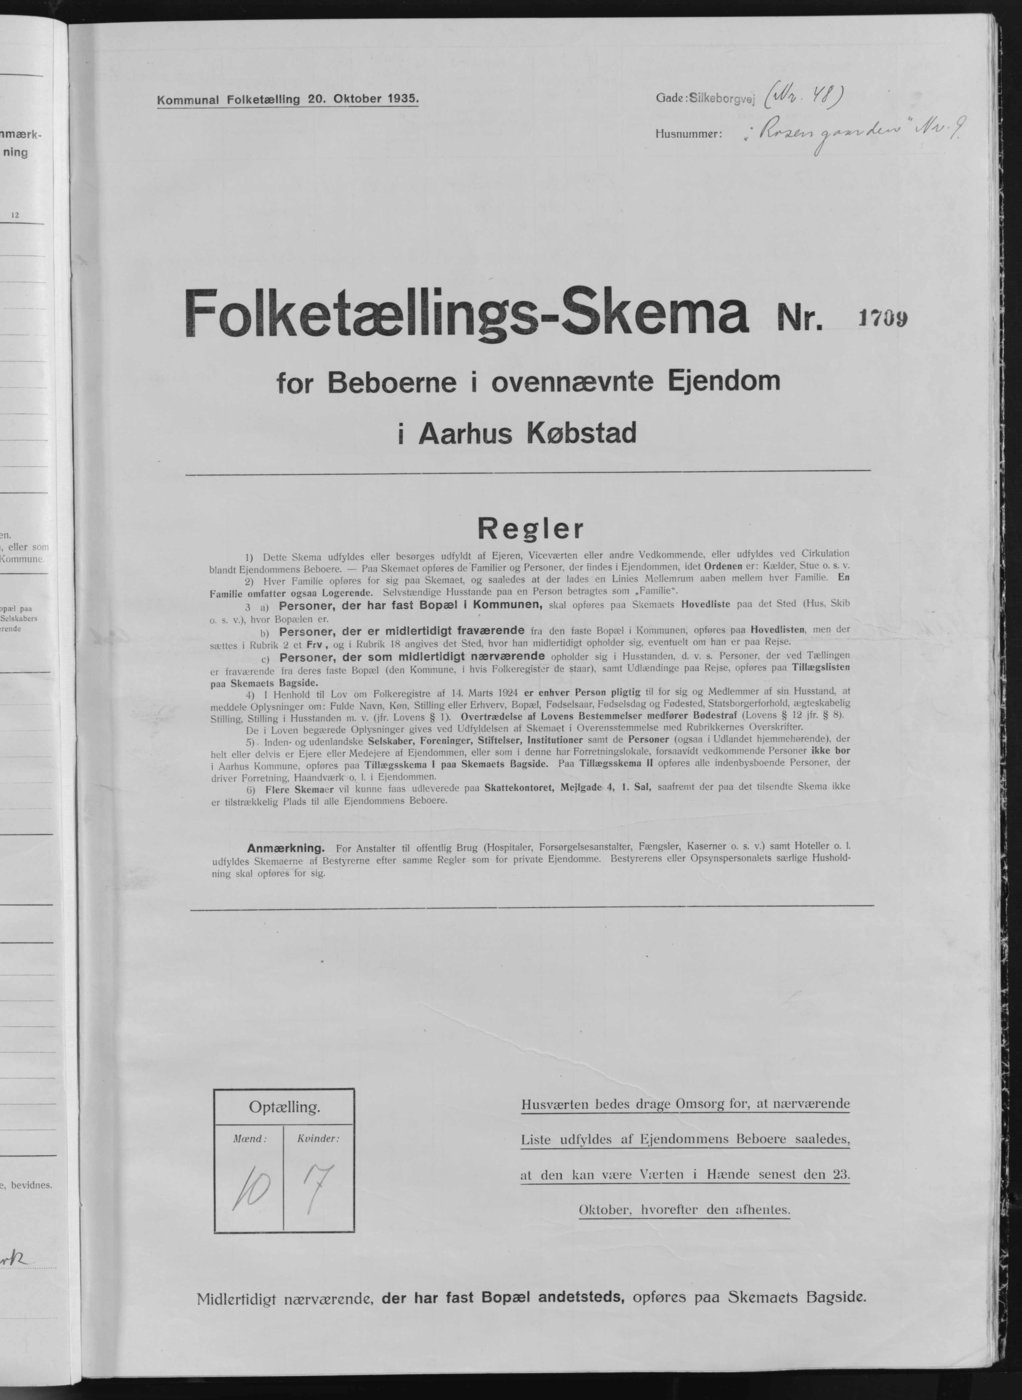 nmærk-
ning
12
en.
, eller som
Kommune
opæl paa
Selskabers
erende
e, bevidnes.
Kommunal Folketælling 20. Oktober 1935.
Gade: Silkeborgvej (Nr. 48)
Husnummer: : "Rosengaarden" Nr. 9.
Folketællings-Skema Nr. 1709
for Beboerne i ovennævnte Ejendom
i Aarhus Købstad
Regler
1) Dette Skema udfyldes eller besørges udfyldt af Ejeren, Viceværten eller andre Vedkommende, eller udfyldes ved Cirkulation
blandt Ejendommens Beboere. — Paa Skemaet opføres de Familier og Personer, der findes i Ejendommen, idet Ordenen er: Kælder, Stue o. s. v.
2) Hver Familie opføres for sig paa Skemaet, og saaledes at der lades en Linies Mellemrum aaben mellem hver Familie. En
Familie omfatter ogsaa Logerende. Selvstændige Husstande paa en Person betragtes som „Familie".
3 a) Personer, der har fast Bopæl i Kommunen, skal opføres paa Skemaets Hovedliste paa det Sted (Hus, Skib
o. s. v.), hvor Bopælen er.
b) Personer, der er midlertidigt fraværende fra den faste Bopæl i Kommunen, opføres paa Hovedlisten, men der
sættes i Rubrik 2 et Frv, og i Rubrik 18 angives det Sted, hvor han midlertidigt opholder sig, eventuelt om han er paa Rejse.
c) Personer, der som midlertidigt nærværende opholder sig i Husstanden, d. v. s. Personer, der ved Tællingen
er fraværende fra deres faste Bopæl (den Kommune, i hvis Folkeregister de staar), samt Udlændinge paa Rejse, opføres paa Tillægslisten
paa Skemaets Bagside.
4) I Henhold til Lov om Folkeregistre af 14. Marts 1924 er enhver Person pligtig til for sig og Medlemmer af sin Husstand, at
meddele Oplysninger om: Fulde Navn, Køn, Stilling eller Erhverv, Bopæl, Fødselsaar, Fødselsdag og Fødested, Statsborgerforhold, ægteskabelig
Stilling, Stilling i Husstanden m. v. (jfr. Lovens § 1). Overtrædelse af Lovens Bestemmelser medfører Bødestraf (Lovens § 12 jfr. § 8).
De i Loven begærede Oplysninger gives ved Udfyldelsen af Skemaet i Overensstemmelse med Rubrikkernes Overskrifter.
5) Inden- og udenlandske Selskaber, Foreninger, Stiftelser, Institutioner samt de Personer (ogsaa i Udlandet hjemmehørende), der
helt eller delvis er Ejere eller Medejere af Ejendommen, eller som i denne har Forretningslokale, forsaavidt vedkommende Personer ikke bor
i Aarhus Kommune, opføres paa Tillægsskema I paa Skemaets Bagside. Paa Tillægsskema II opføres alle indenbysboende Personer, der
driver Forretning, Haandværk o. l. i Ejendommen.
6) Flere Skemaer vil kunne faas udleverede paa Skattekontoret, Mejlgade 4, 1. Sal, saafremt der paa det tilsendte Skema ikke
er tilstrækkelig Plads til alle Ejendommens Beboere.
Anmærkning. For Anstalter til offentlig Brug (Hospitaler, Forsørgelsesanstalter, Fængsler, Kaserner o. s. v.) samt Hoteller o. l.
udfyldes Skemaerne af Bestyrerne efter samme Regler som for private Ejendomme. Bestyrerens eller Opsynspersonalets særlige Hushold-
ning skal opføres for sig.
Optælling.
Mænd: Kvinder:
10 7
Husværten bedes drage Omsorg for, at nærværende
Liste udfyldes af Ejendommens Beboere saaledes,
at den kan være Værten i Hænde senest den 23.
Oktober, hvorefter den afhentes.
Midlertidigt nærværende, der har fast Bopæl andetsteds, opføres paa Skemaets Bagside.